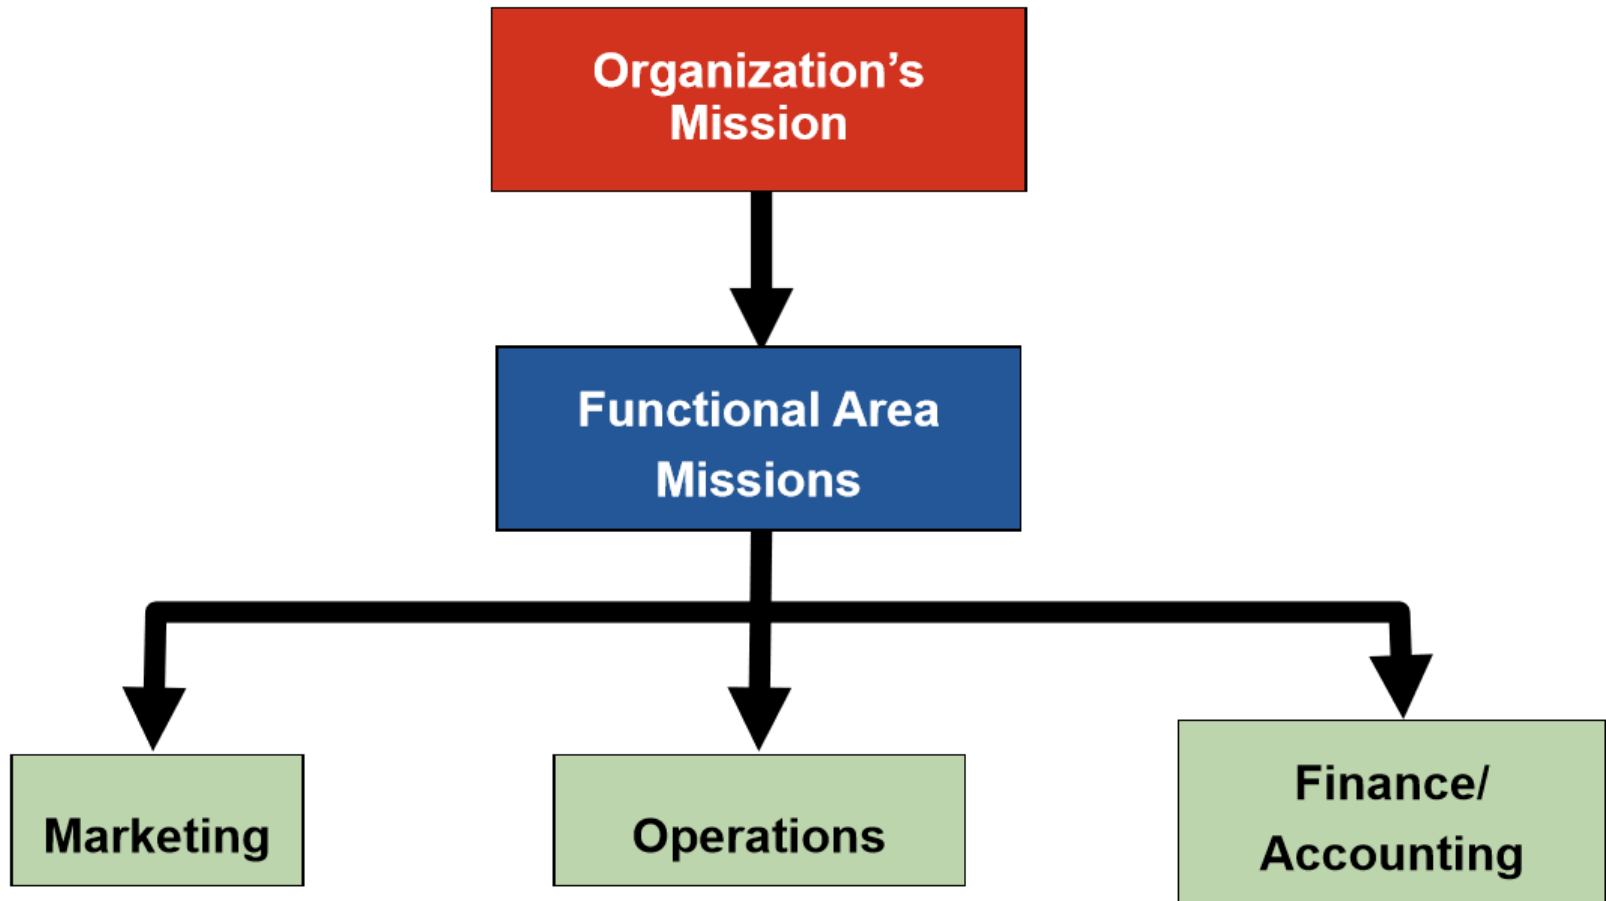 Organization’s
Mission
Functional Area
Missions
Marketing
Operations
Finance/
Accounting